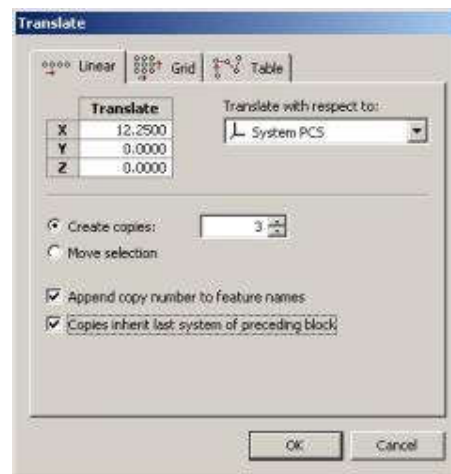 Translate
Linear Grid Table
Translate Translate with respect to:
X 12.2500 System PCS
Y 0.0000
Z 0.0000
Create copies: 3
Move selection
Append copy number to feature names
Copies inherit last system of preceding block
OK Cancel